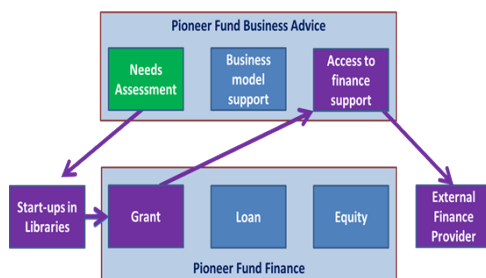 Pioneer Fund Business Advice
Needs
Assessment
Business
model
support
Access to
finance
support
Start-ups in
Libraries
Grant
Loan
Equity
External
Finance
Provider
Pioneer Fund Finance